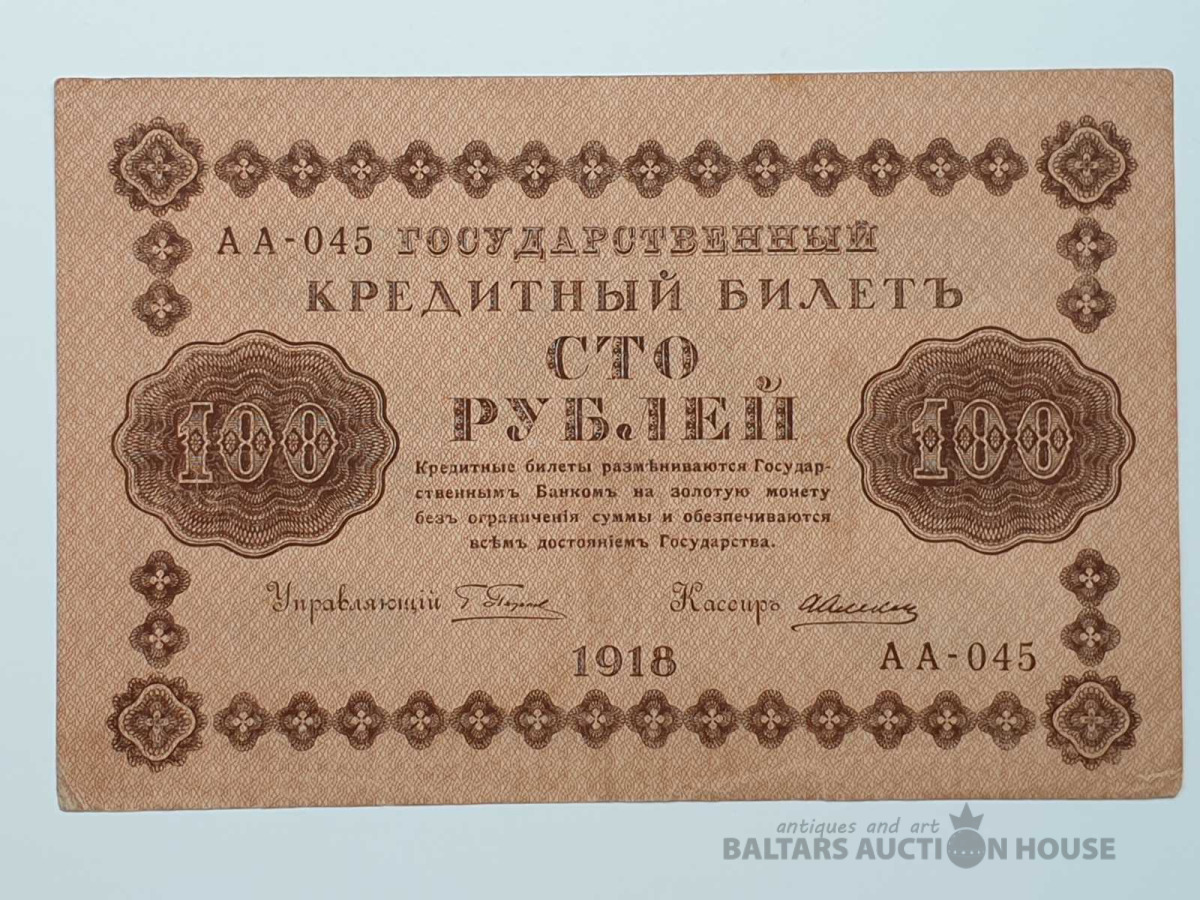 АА-045 ГОСУДАРСТВЕННЫЙ
КРЕДИТНЫЙ БИЛЕТЪ
СТО
РУБЛЕЙ
100
100
Кредитные билеты размѣниваются Государ-
ственнымъ Банкомъ на золотую монету
безъ ограниченія суммы и обезпечиваются
всѣмъ достояніемъ Государства.
Управляющій
Кассиръ
1918
АА-045
antiques and art
BALTARS AUCTION HOUSE